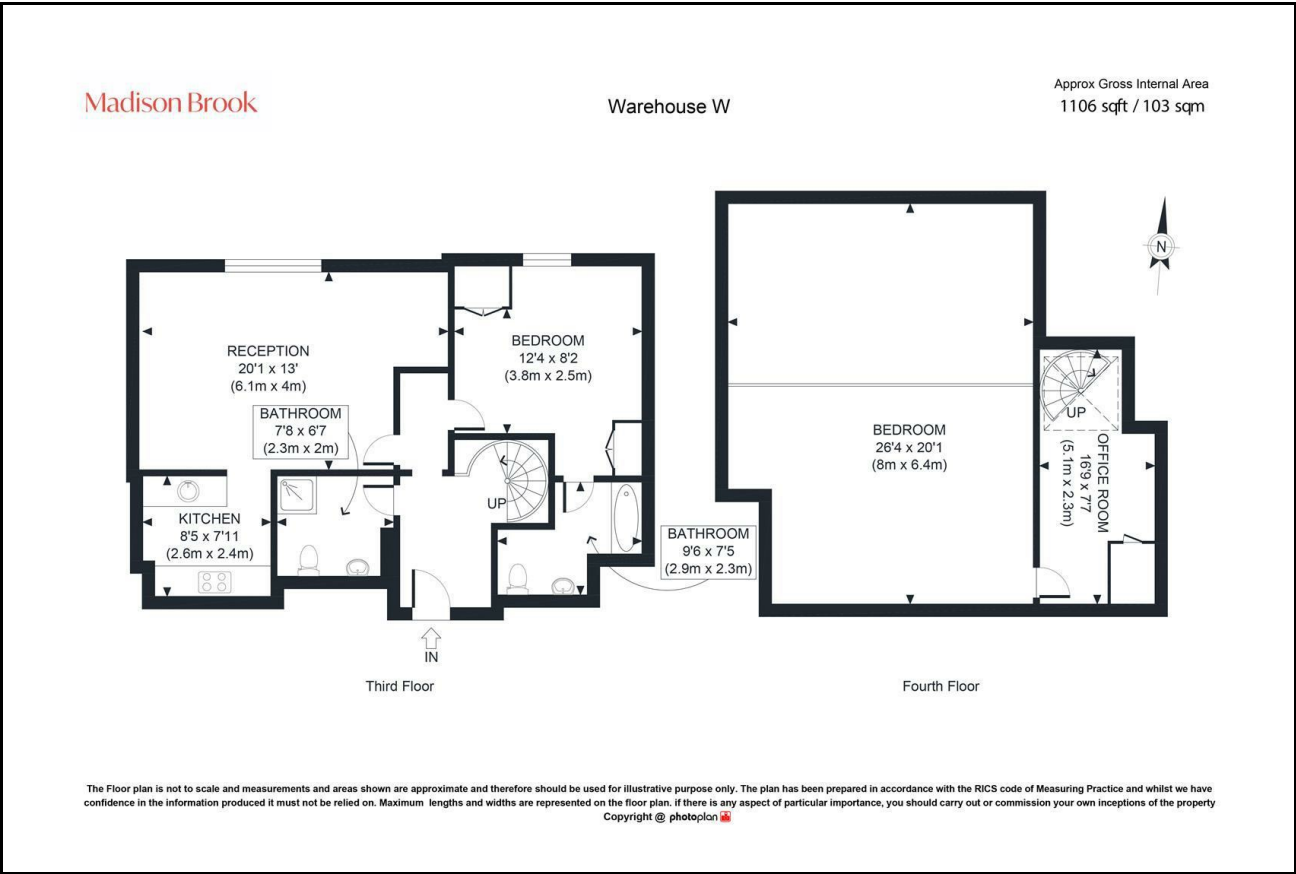 Madison Brook
Warehouse W
Approx Gross Internal Area
1106 sqft / 103 sqm
N
RECEPTION
20'1 x 13'
(6.1m x 4m)
BATHROOM
7'8 x 6'7
(2.3m x 2m)
KITCHEN
8'5 x 7'11
(2.6m x 2.4m)
BEDROOM
12'4 x 8'2
(3.8m x 2.5m)
UP
BATHROOM
9'6 x 7'5
(2.9m x 2.3m)
IN
Third Floor
BEDROOM
26'4 x 20'1
(8m x 6.4m)
UP
OFFICE ROOM
16'9 x 7'7
(5.1m x 2.3m)
Fourth Floor
The Floor plan is not to scale and measurements and areas shown are approximate and therefore should be used for illustrative purpose only. The plan has been prepared in accordance with the RICS code of Measuring Practice and whilst we have
confidence in the information produced it must not be relied on. Maximum lengths and widths are represented on the floor plan. if there is any aspect of particular importance, you should carry out or commission your own inceptions of the property
Copyright @ photoplan